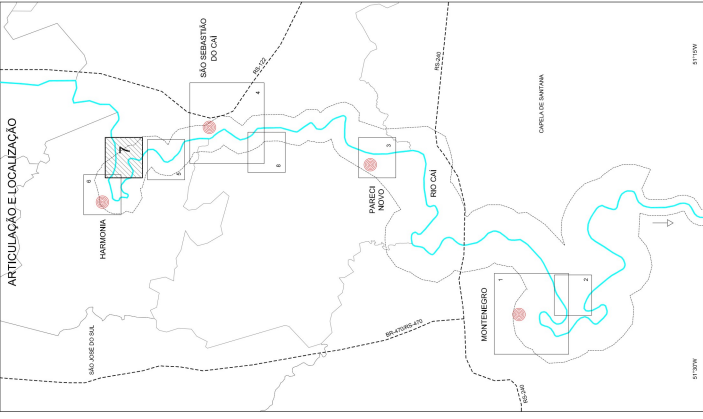 ARTICULAÇÃO E LOCALIZAÇÃO
SÃO SEBASTIÃO
DO CAÍ
RS-122
4
7
6
HARMONIA
5
8
3
PARECI
NOVO
RIO CAÍ
RS-240
CAPELA DE SANTANA
51°15'W
SÃO JOSÉ DO SUL
BR-470/RS-470
MONTENEGRO
1
2
RS-240
51°30'W